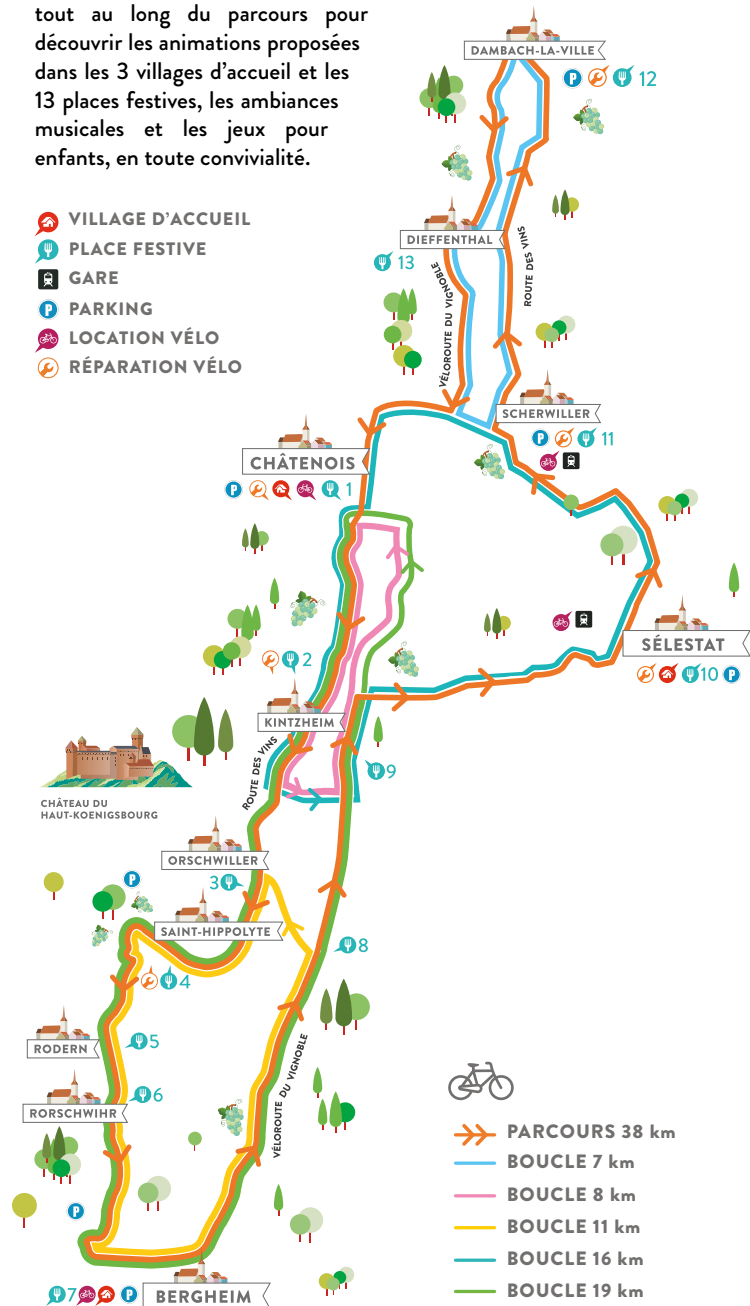 tout au long du parcours pour
découvrir les animations proposées
dans les 3 villages d'accueil et les
13 places festives, les ambiances
musicales et les jeux pour
enfants, en toute convivialité.
VILLAGE D'ACCUEIL
PLACE FESTIVE
GARE
P PARKING
LOCATION VÉLO
RÉPARATION VÉLO
DAMBACH-LA-VILLE
P 12
DIEFFENTHAL
13
VÉLOROUTE DU VIGNOBLE
ROUTE DES VINS
SCHERWILLER
P 11
CHÂTENOIS
P 1
SÉLESTAT
10 P
2
KINTZHEIM
ROUTE DES VINS
9
CHÂTEAU DU
HAUT-KOENIGSBOURG
ORSCHWILLER
3
P
SAINT-HIPPOLYTE
8
4
RODERN
5
VÉLOROUTE DU VIGNOBLE
RORSCHWIHR
6
P
7 P
BERGHEIM
PARCOURS 38 km
BOUCLE 7 km
BOUCLE 8 km
BOUCLE 11 km
BOUCLE 16 km
BOUCLE 19 km